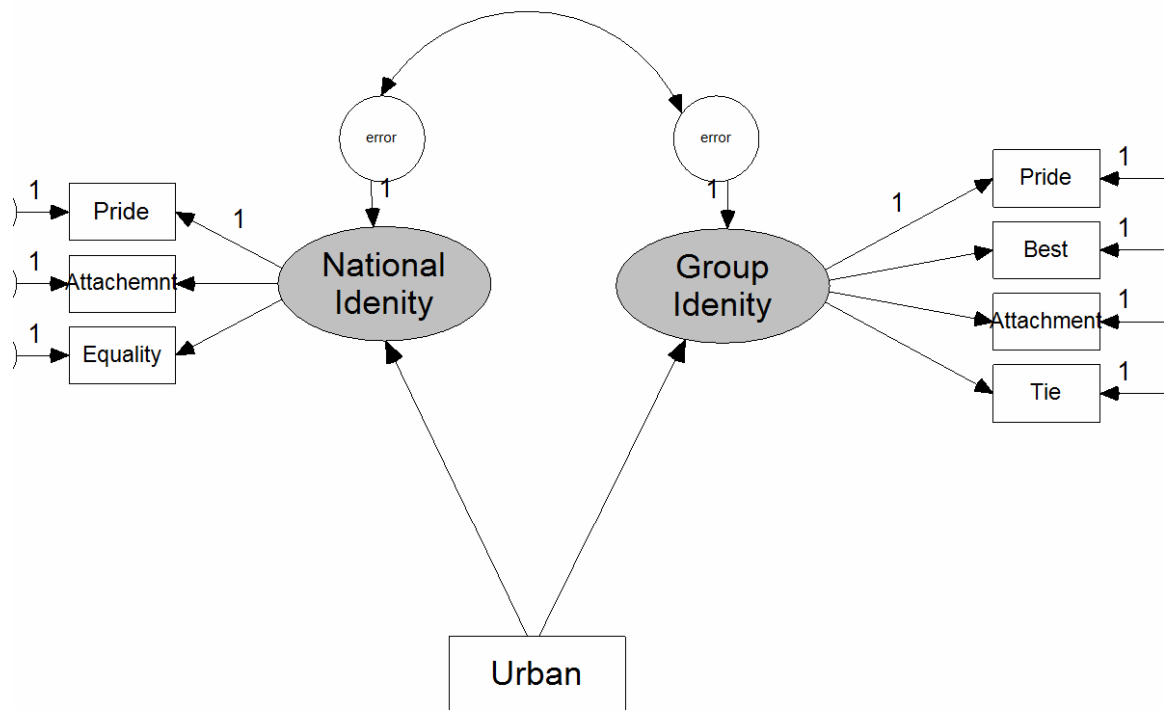 error
error
1
1
1
Pride
1
National
Idenity
1
Attachemnt
1
Equality
Group
Idenity
1
Pride
1
Best
1
Attachment
1
Tie
1
Urban